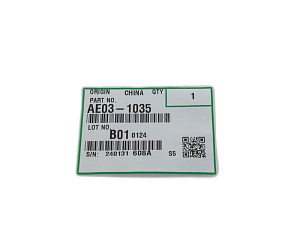 ORIGIN CHINA QTY 1
PART NO.
AE03-1035
LOT NO.
B01 0124
S/N: 240131 608A S5